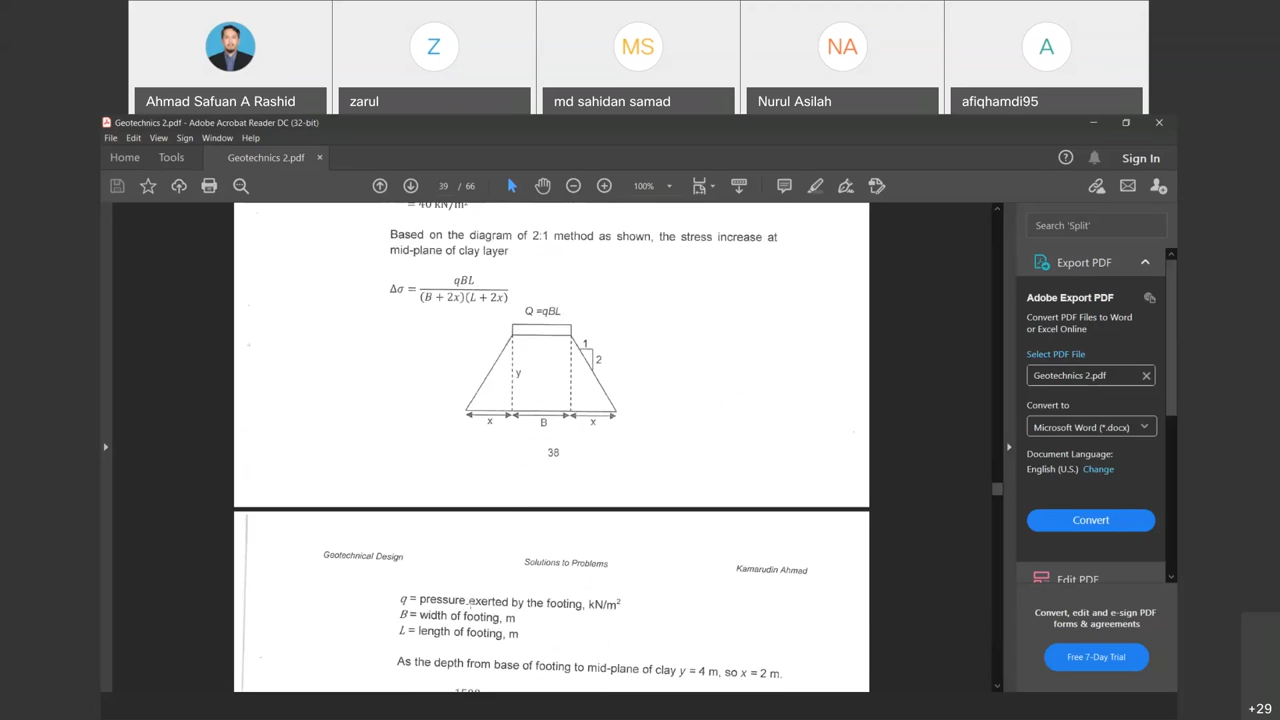 Z
MS
NA
A
Ahmad Safuan A Rashid
zarul
md sahidan samad
Nurul Asilah
afiqhamdi95
Geotechnics 2.pdf - Adobe Acrobat Reader DC (32-bit)
File Edit View Sign Window Help
Home Tools Geotechnics 2.pdf ×
Sign In
39 / 66
100%
= 40 kN/m²
Based on the diagram of 2:1 method as shown, the stress increase at
mid-plane of clay layer
Δσ = qBL / (B + 2x)(L + 2x)
Q =qBL
1
2
y
x B x
38
Geotechnical Design Solutions to Problems Kamarudin Ahmad
q = pressure exerted by the footing, kN/m²
B = width of footing, m
L = length of footing, m
As the depth from base of footing to mid-plane of clay y = 4 m, so x = 2 m.
Search 'Split'
Export PDF
Adobe Export PDF
Convert PDF Files to Word
or Excel Online
Select PDF File
Geotechnics 2.pdf
Convert to
Microsoft Word (*.docx)
Document Language:
English (U.S.) Change
Convert
Edit PDF
Convert, edit and e-sign PDF
forms & agreements
Free 7-Day Trial
+29